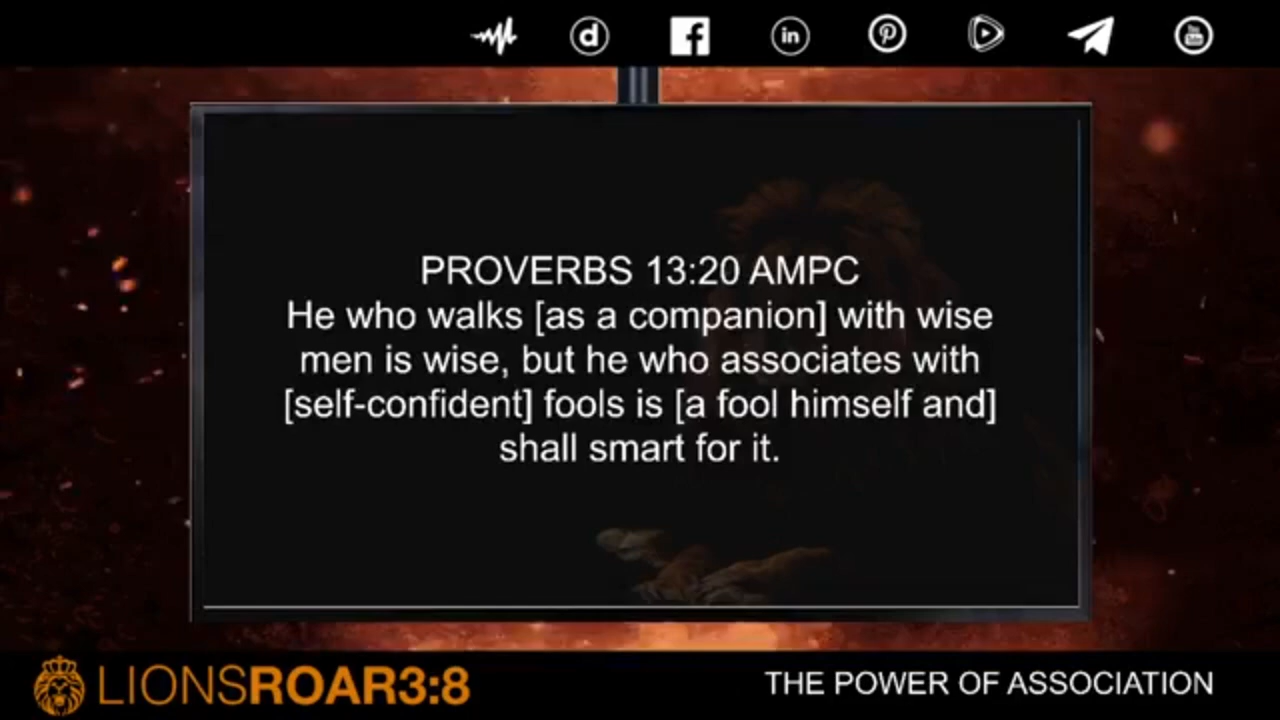 PROVERBS 13:20 AMPC
He who walks [as a companion] with wise
men is wise, but he who associates with
[self-confident] fools is [a fool himself and]
shall smart for it.
LIONSROAR3:8
THE POWER OF ASSOCIATION